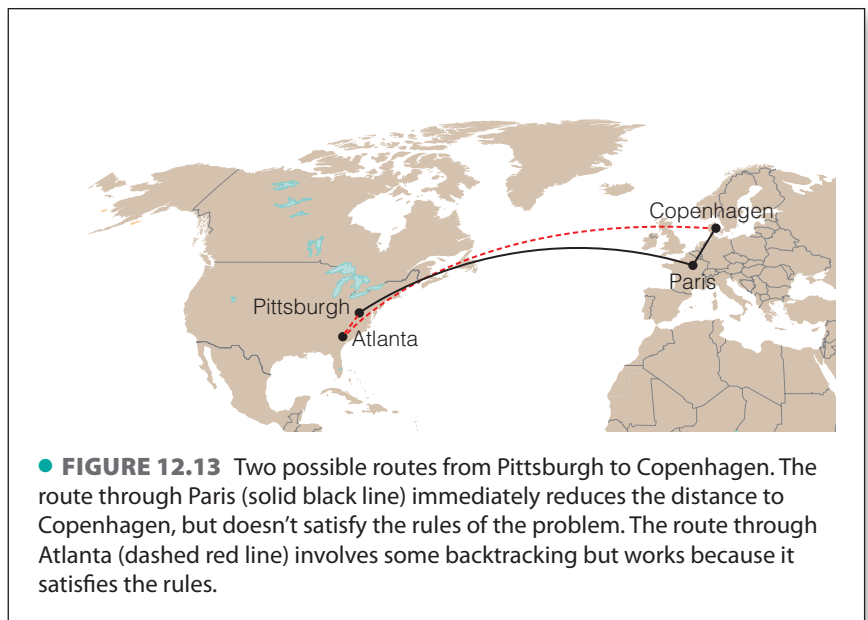 Copenhagen
Paris
Pittsburgh
Atlanta
● FIGURE 12.13 Two possible routes from Pittsburgh to Copenhagen. The
route through Paris (solid black line) immediately reduces the distance to
Copenhagen, but doesn’t satisfy the rules of the problem. The route through
Atlanta (dashed red line) involves some backtracking but works because it
satisfies the rules.